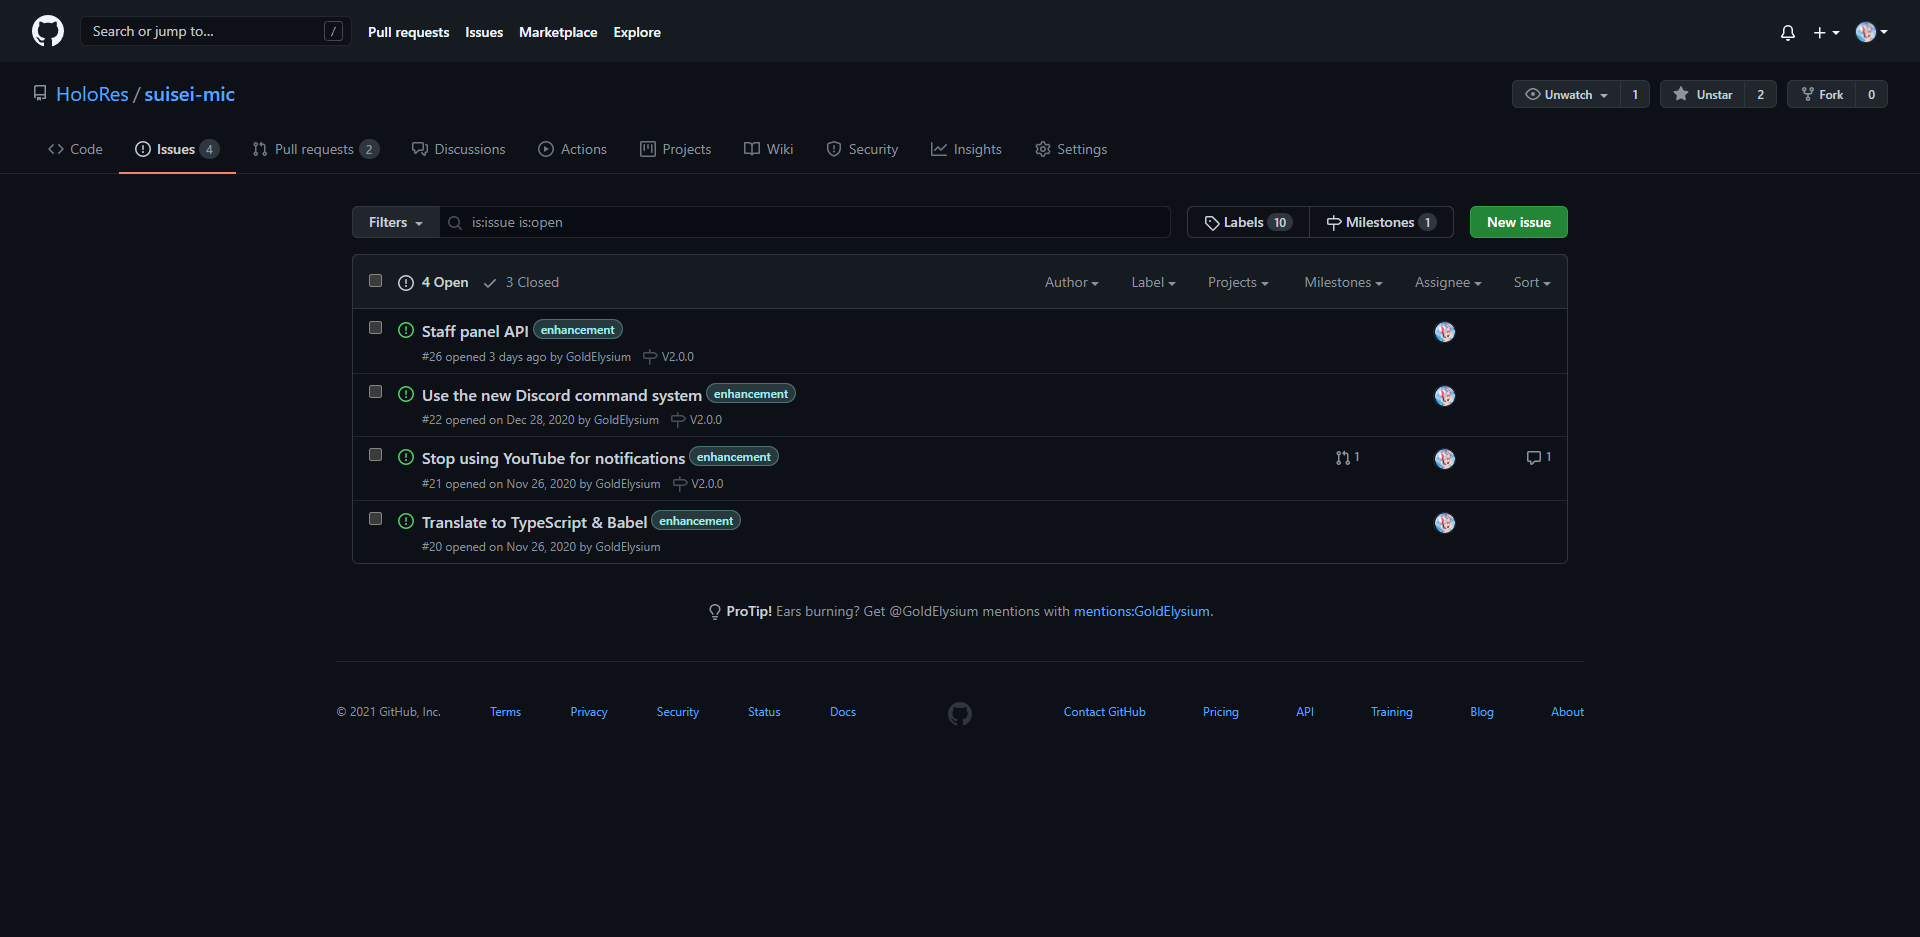 Search or jump to... / Pull requests Issues Marketplace Explore
HoloRes / suisei-mic Unwatch 1 Unstar 2 Fork 0
Code Issues 4 Pull requests 2 Discussions Actions Projects Wiki Security Insights Settings
Filters is:issue is:open Labels 10 Milestones 1 New issue
4 Open 3 Closed Author Label Projects Milestones Assignee Sort
Staff panel API enhancement
#26 opened 3 days ago by GoldElysium V2.0.0
Use the new Discord command system enhancement
#22 opened on Dec 28, 2020 by GoldElysium V2.0.0
Stop using YouTube for notifications enhancement 1 1
#21 opened on Nov 26, 2020 by GoldElysium V2.0.0
Translate to TypeScript & Babel enhancement
#20 opened on Nov 26, 2020 by GoldElysium
ProTip! Ears burning? Get @GoldElysium mentions with mentions:GoldElysium.
© 2021 GitHub, Inc. Terms Privacy Security Status Docs Contact GitHub Pricing API Training Blog About